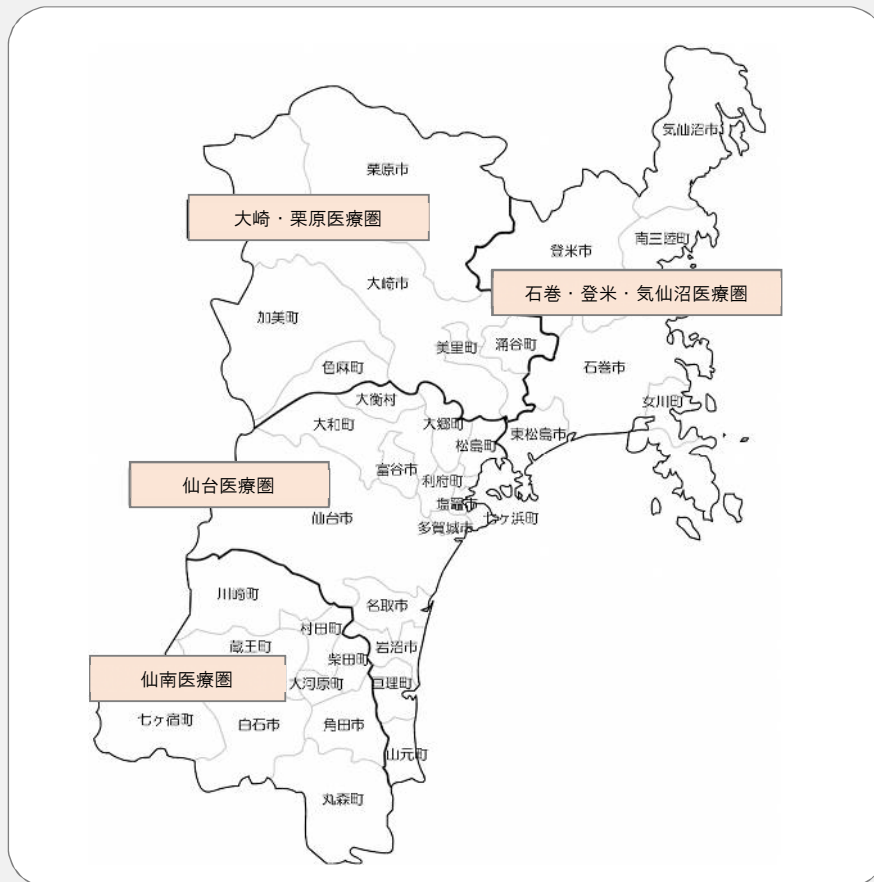 気仙沼市
栗原市
大崎・栗原医療圏
登米市
南三陸町
大崎市
石巻・登米・気仙沼医療圏
加美町
美里町
涌谷町
色麻町
石巻市
大衡村
女川町
大和町
大郷町
東松島市
松島町
富谷市
利府町
仙台医療圏
塩竈市
仙台市
七ヶ浜町
多賀城市
川崎町
名取市
村田町
蔵王町
岩沼市
柴田町
仙南医療圏
大河原町
亘理町
七ヶ宿町
白石市
角田市
山元町
丸森町